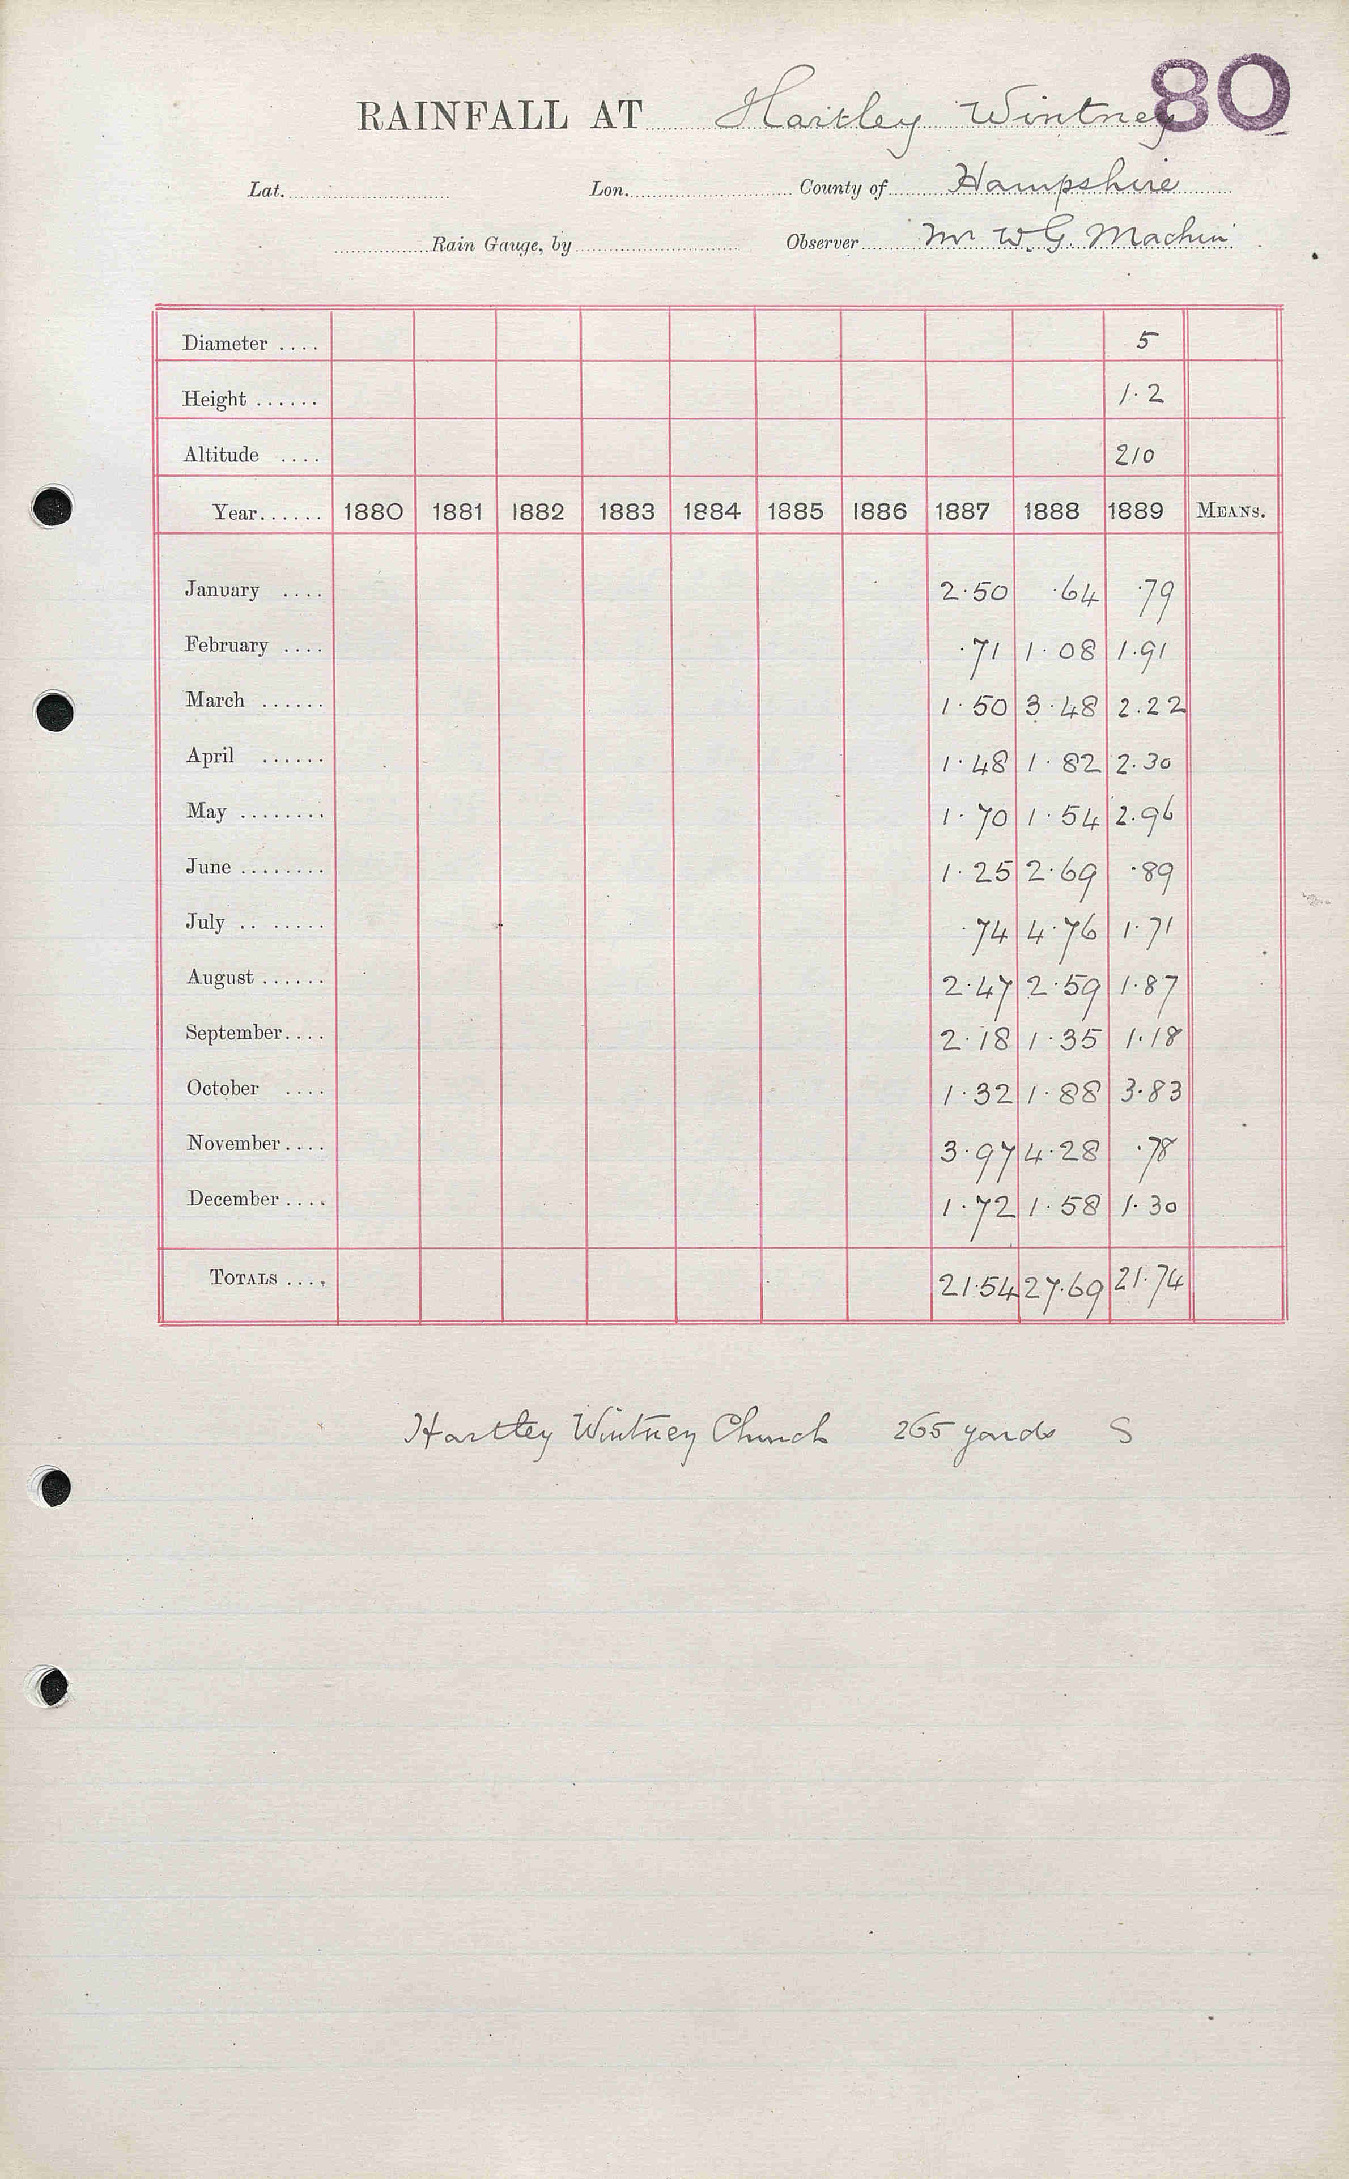 80
RAINFALL AT Hartley Wintney
Lat. Lon. County of Hampshire
Rain Gauge, by Observer Mr W. G. Machin
Diameter .... 5
Height ...... 1.2
Altitude .... 210
Year...... 1880 1881 1882 1883 1884 1885 1886 1887 1888 1889 MEANS.
January .... 2.50 .64 .79
February .... .71 1.08 1.91
March ...... 1.50 3.48 2.22
April ...... 1.48 1.82 2.30
May ........ 1.70 1.54 2.96
June ........ 1.25 2.69 .89
July .. ...... .74 4.76 1.71
August ...... 2.47 2.59 1.87
September.... 2.18 1.35 1.18
October .... 1.32 1.88 3.83
November.... 3.97 4.28 .78
December .... 1.72 1.58 1.30
TOTALS .... 21.54 27.69 21.74
Hartley Wintney Church 265 yards S